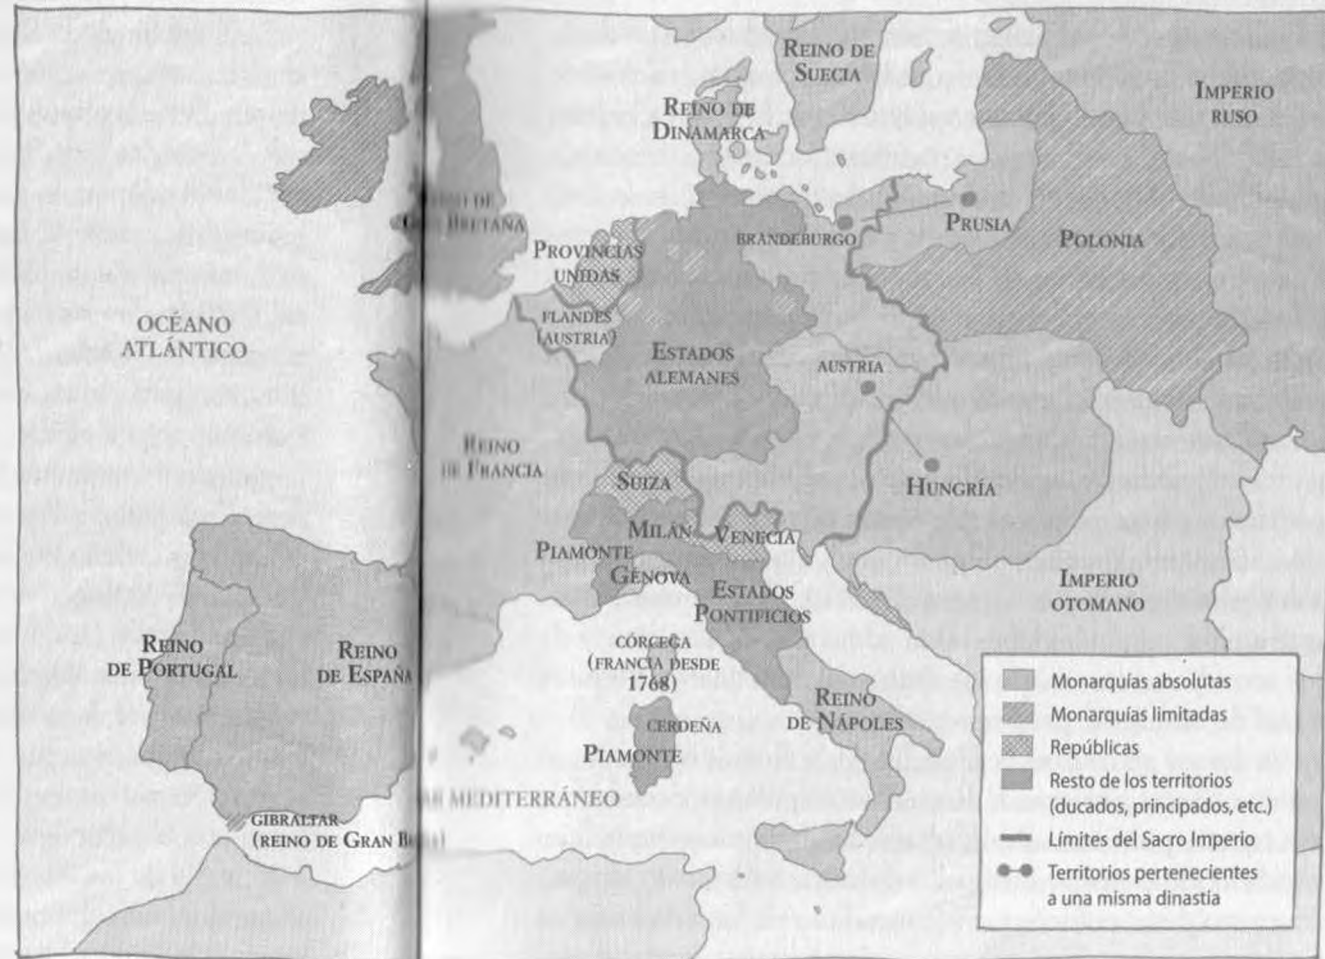 REINO DE
SUECIA
IMPERIO
RUSO
REINO DE
DINAMARCA
DE
BRETAÑA
PROVINCIAS
UNIDAS
BRANDEBURGO
PRUSIA
POLONIA
OCÉANO
ATLÁNTICO
FLANDES
(AUSTRIA)
ESTADOS
ALEMANES
AUSTRIA
REINO
DE FRANCIA
SUIZA
HUNGRÍA
MILÁN
VENECIA
PIAMONTE
GÉNOVA
ESTADOS
PONTIFICIOS
IMPERIO
OTOMANO
REINO
DE PORTUGAL
REINO
DE ESPAÑA
CÓRCEGA
(FRANCIA DESDE
1768)
CERDEÑA
PIAMONTE
REINO
DE NÁPOLES
MEDITERRÁNEO
GIBRALTAR
(REINO DE GRAN
Monarquías absolutas
Monarquías limitadas
Repúblicas
Resto de los territorios
(ducados, principados, etc.)
Límites del Sacro Imperio
Territorios pertenecientes
a una misma dinastía